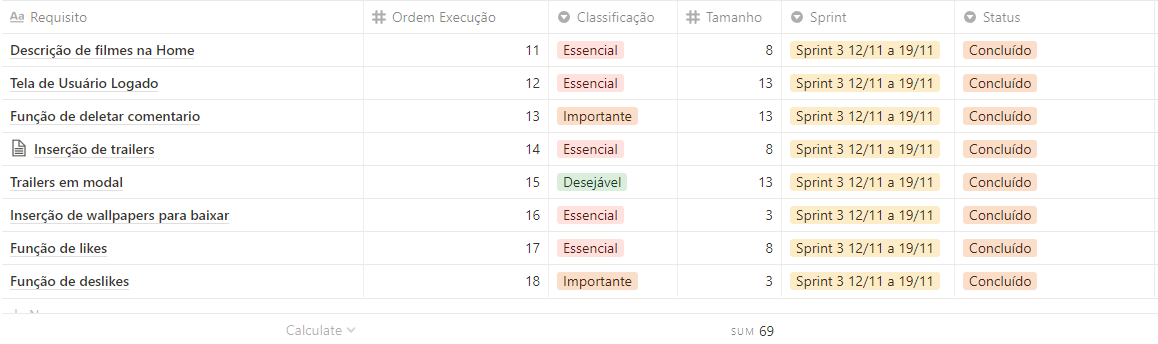 Aa Requisito # Ordem Execução Classificação # Tamanho Sprint Status
Descrição de filmes na Home 11 Essencial 8 Sprint 3 12/11 a 19/11 Concluído
Tela de Usuário Logado 12 Essencial 13 Sprint 3 12/11 a 19/11 Concluído
Função de deletar comentario 13 Importante 13 Sprint 3 12/11 a 19/11 Concluído
Inserção de trailers 14 Essencial 8 Sprint 3 12/11 a 19/11 Concluído
Trailers em modal 15 Desejável 13 Sprint 3 12/11 a 19/11 Concluído
Inserção de wallpapers para baixar 16 Essencial 3 Sprint 3 12/11 a 19/11 Concluído
Função de likes 17 Essencial 8 Sprint 3 12/11 a 19/11 Concluído
Função de deslikes 18 Importante 3 Sprint 3 12/11 a 19/11 Concluído
Calculate SUM 69